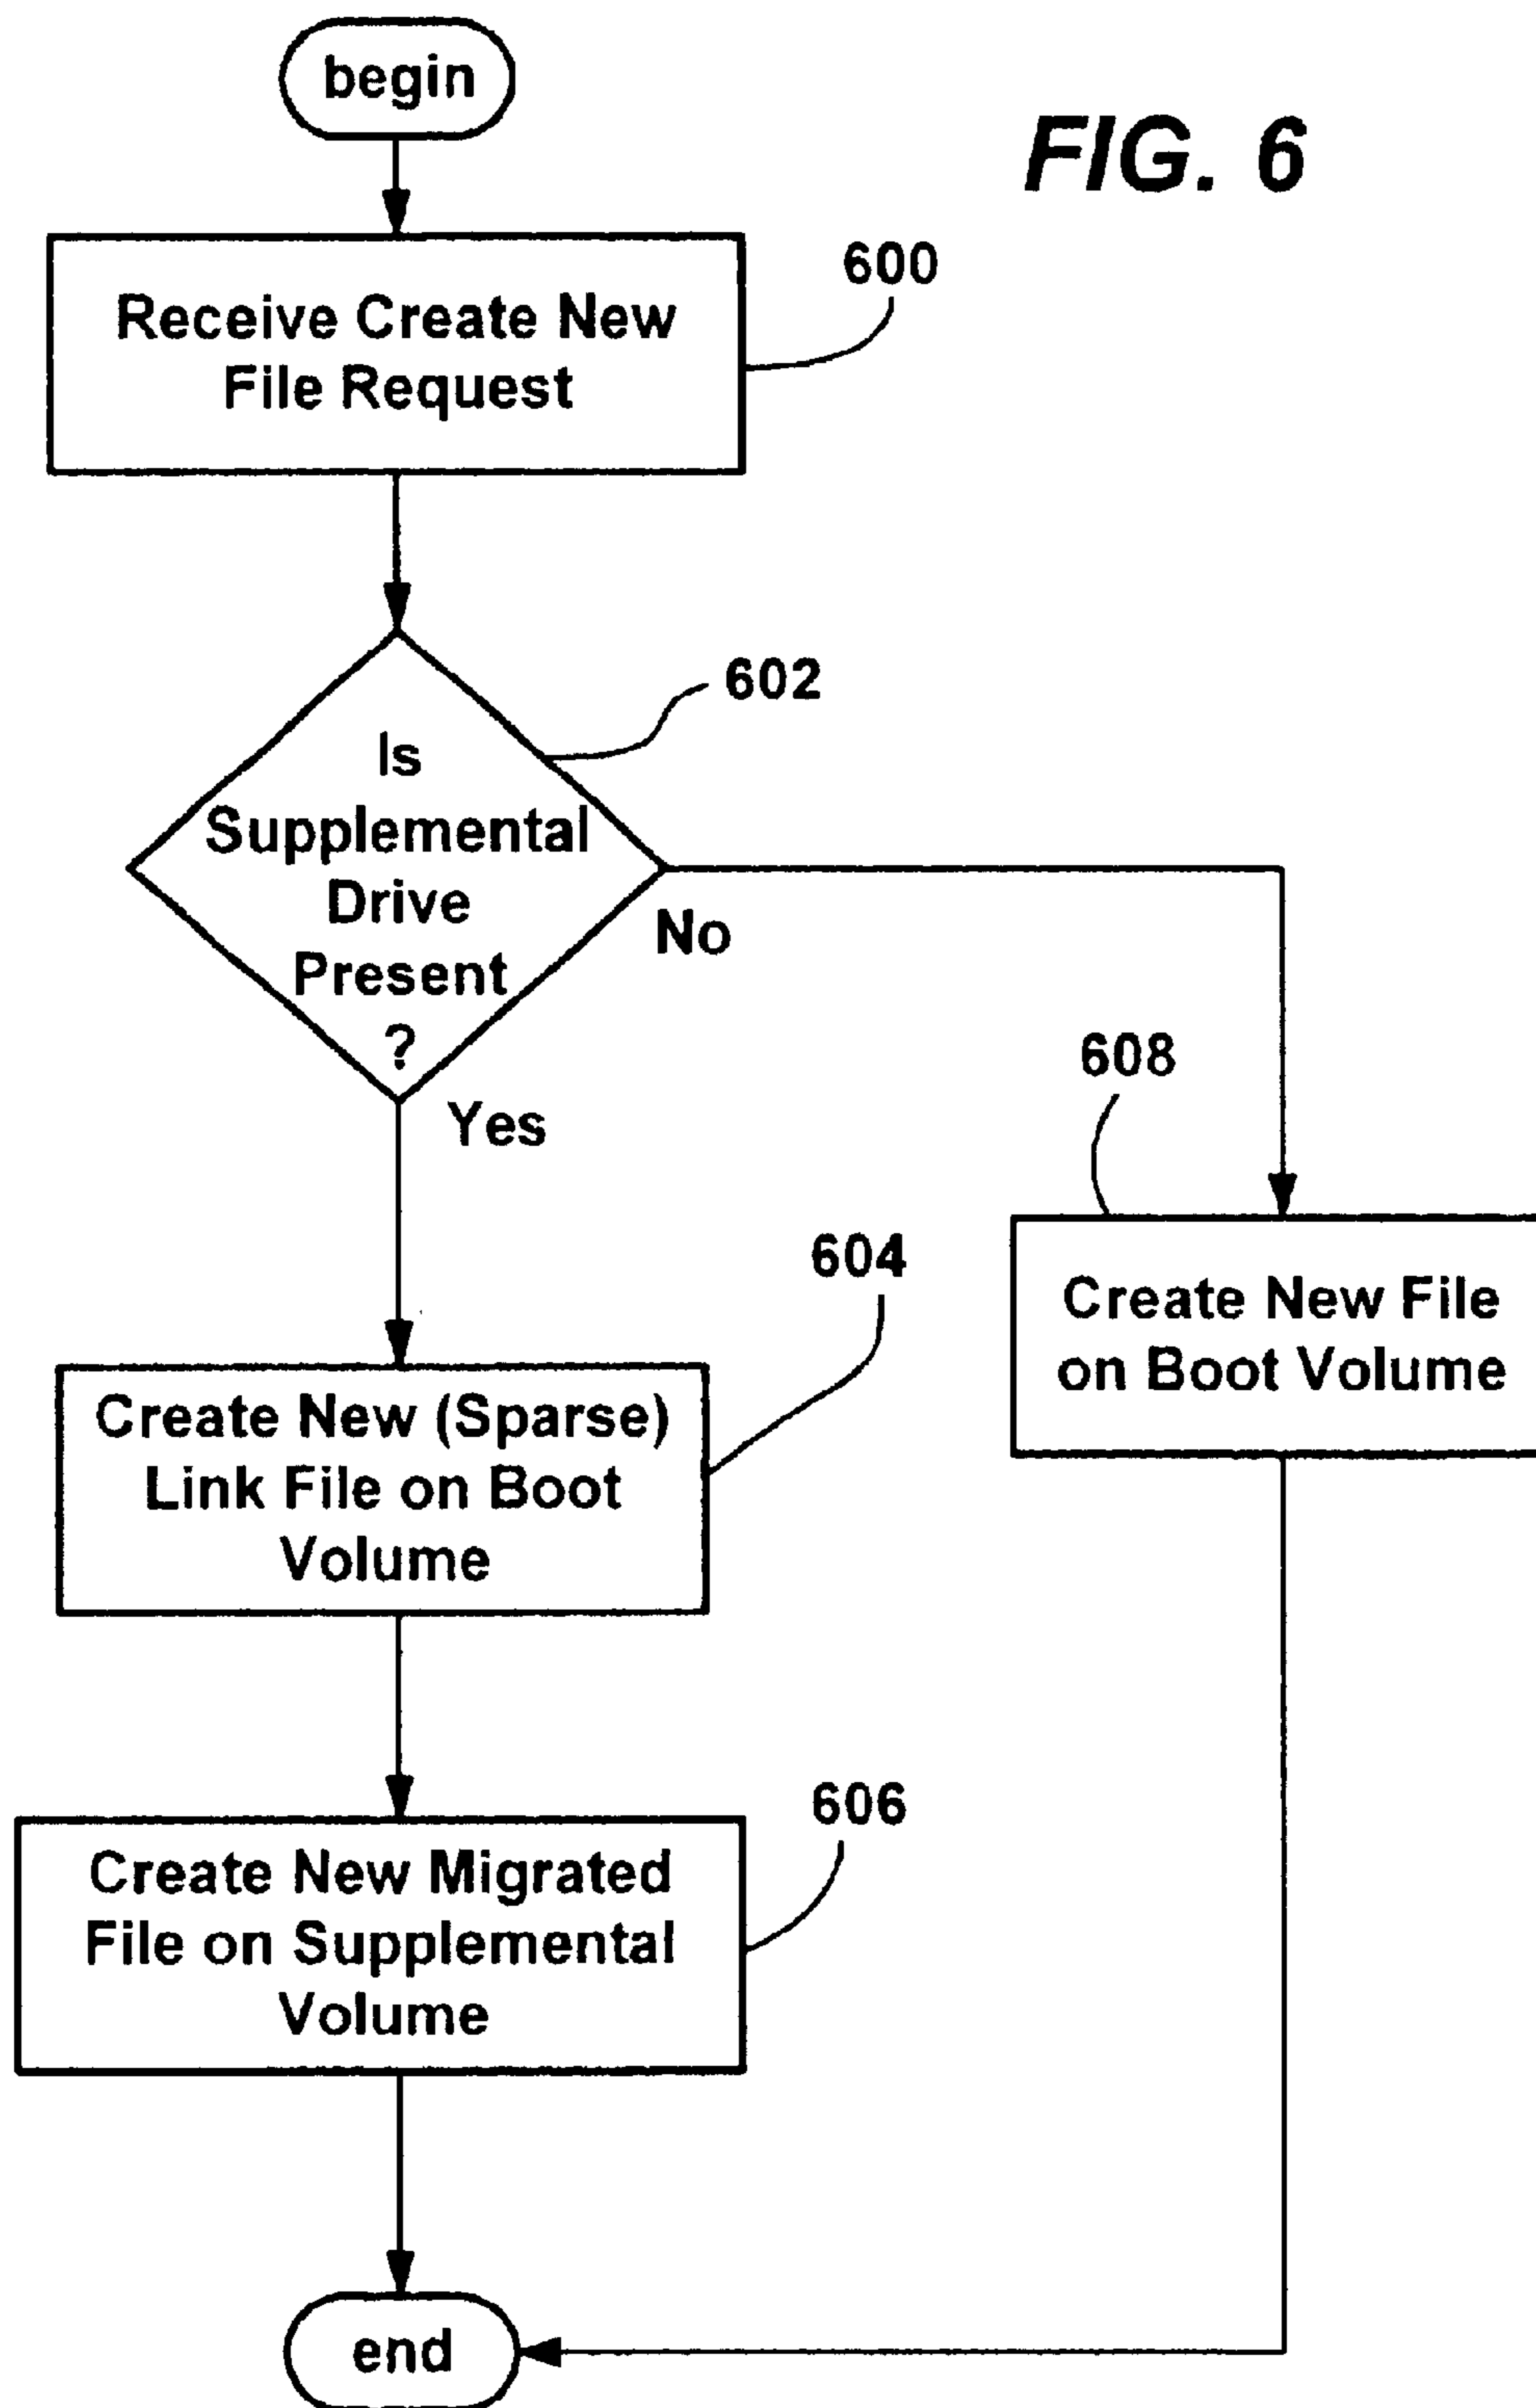 begin
FIG. 6
600
Receive Create New
File Request
602
Is
Supplemental
Drive
Present
?
No
Yes
608
Create New File
on Boot Volume
604
Create New (Sparse)
Link File on Boot
Volume
606
Create New Migrated
File on Supplemental
Volume
end